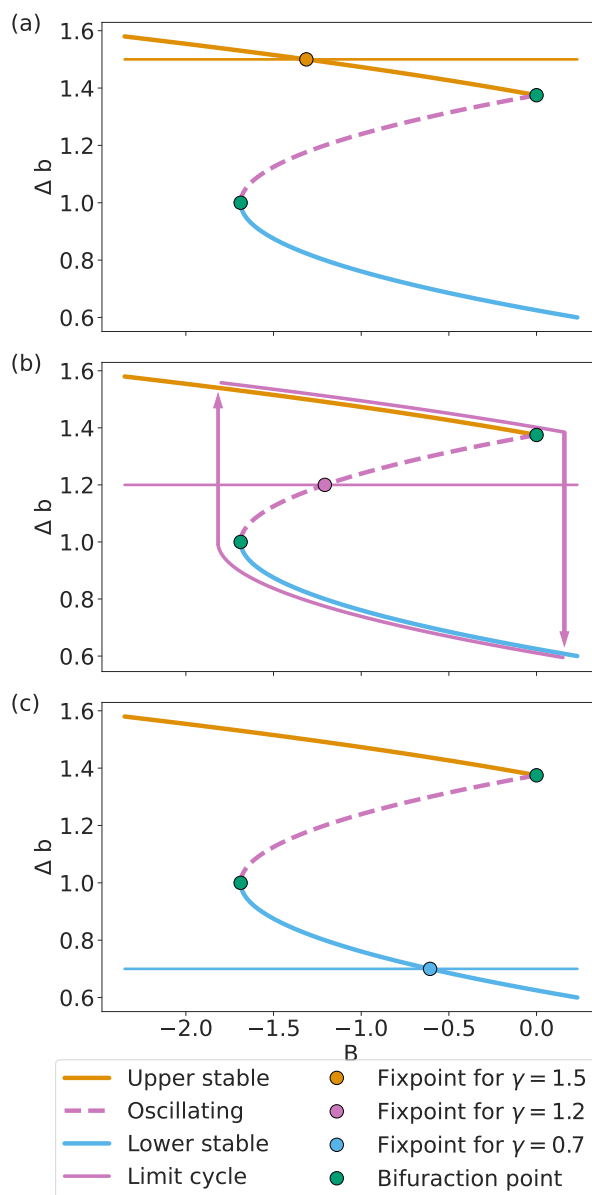 (a)
1.6
1.4
1.2
1.0
0.8
0.6
Δ b
(b)
1.6
1.4
1.2
1.0
0.8
0.6
Δ b
(c)
1.6
1.4
1.2
1.0
0.8
0.6
Δ b
−2.0 −1.5 −1.0 −0.5 0.0
B
Upper stable
Oscillating
Lower stable
Limit cycle
Fixpoint for γ = 1.5
Fixpoint for γ = 1.2
Fixpoint for γ = 0.7
Bifuraction point